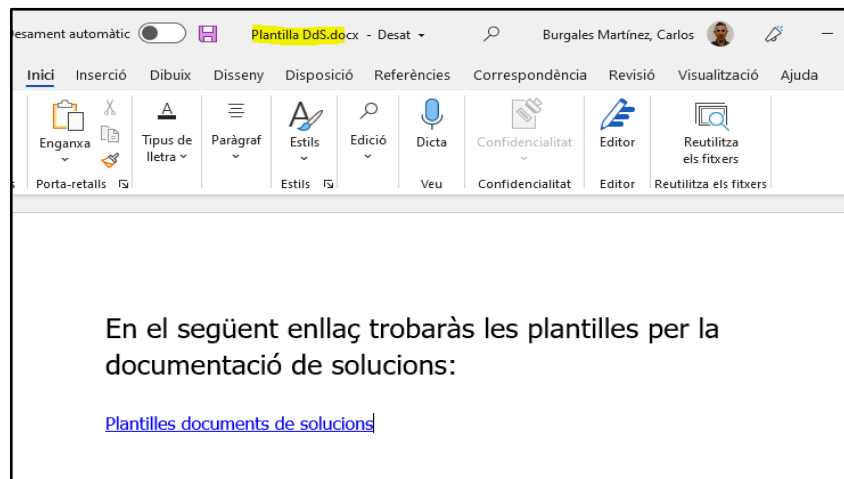 Desament automàtic Plantilla DdS.docx - Desat Burgales Martínez, Carlos
Inici Inserció Dibuix Disseny Disposició Referències Correspondència Revisió Visualització Ajuda
Enganxa Tipus de lletra Paràgraf Estils Edició Dicta Confidencialitat Editor Reutilitza els fitxers
Porta-retalls Estils Veu Confidencialitat Editor Reutilitza els fitxers
En el següent enllaç trobaràs les plantilles per la
documentació de solucions:
Plantilles documents de solucions